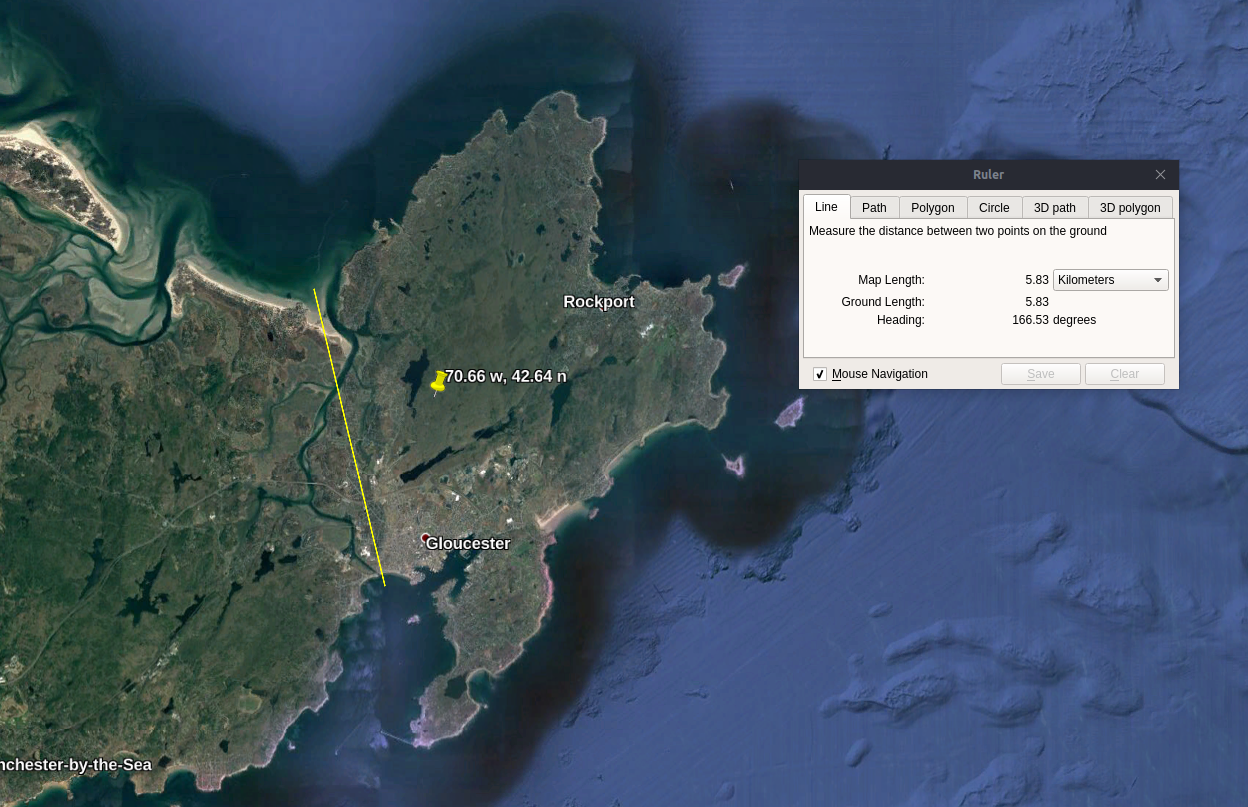 Ruler
Line Path Polygon Circle 3D path 3D polygon
Measure the distance between two points on the ground
Map Length: 5.83 Kilometers
Ground Length: 5.83
Heading: 166.53 degrees
Mouse Navigation Save Clear
Rockport
70.66 w, 42.64 n
Gloucester
nchester-by-the-Sea